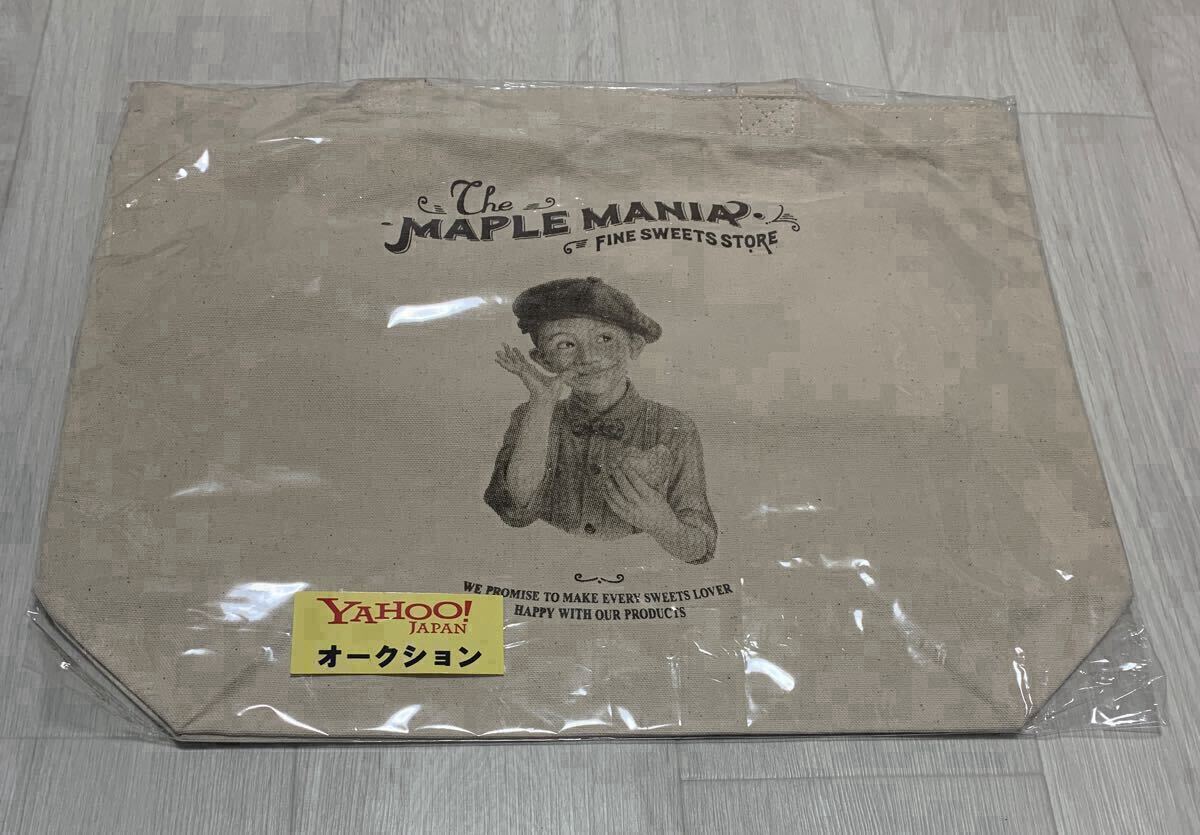 The
MAPLE MANIA
FINE SWEETS STORE
WE PROMISE TO MAKE EVERY SWEETS LOVER
HAPPY WITH OUR PRODUCTS
YAHOO!
JAPAN
オークション